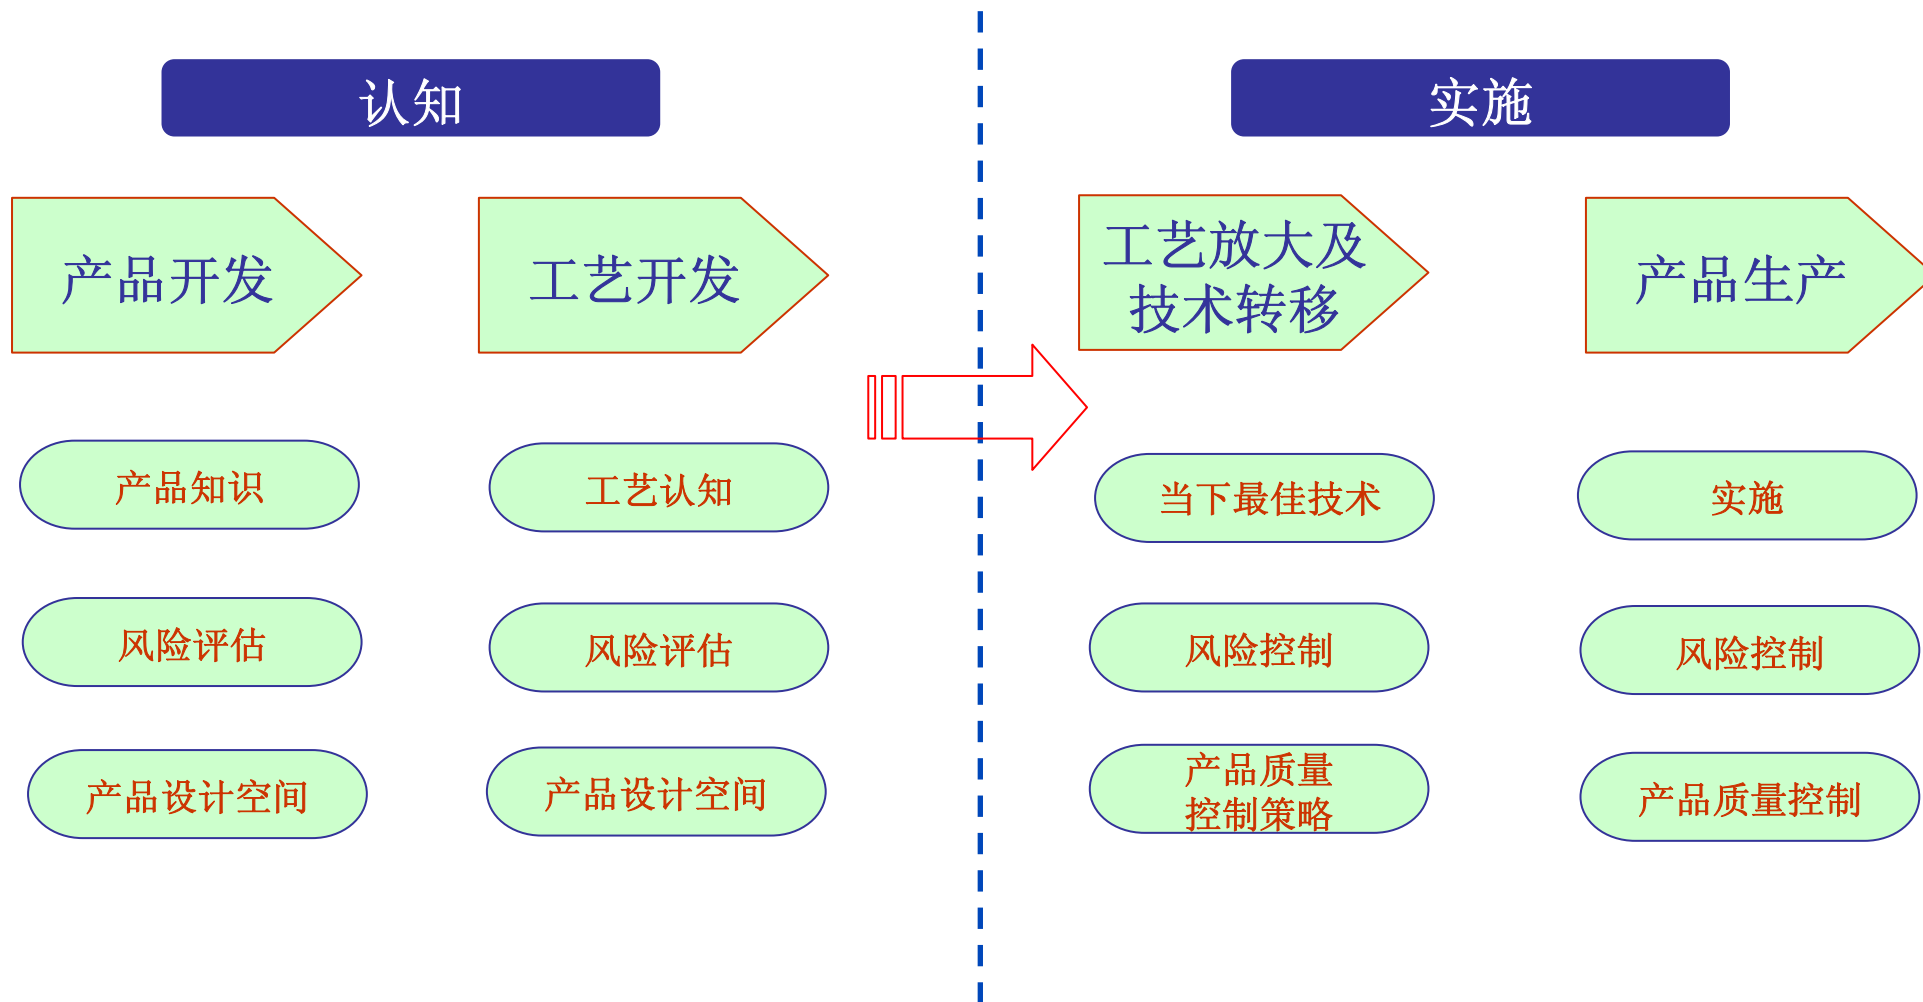 认知
实施
产品开发
工艺开发
工艺放大及
技术转移
产品生产
产品知识
工艺认知
当下最佳技术
实施
风险评估
风险评估
风险控制
风险控制
产品设计空间
产品设计空间
产品质量
控制策略
产品质量控制